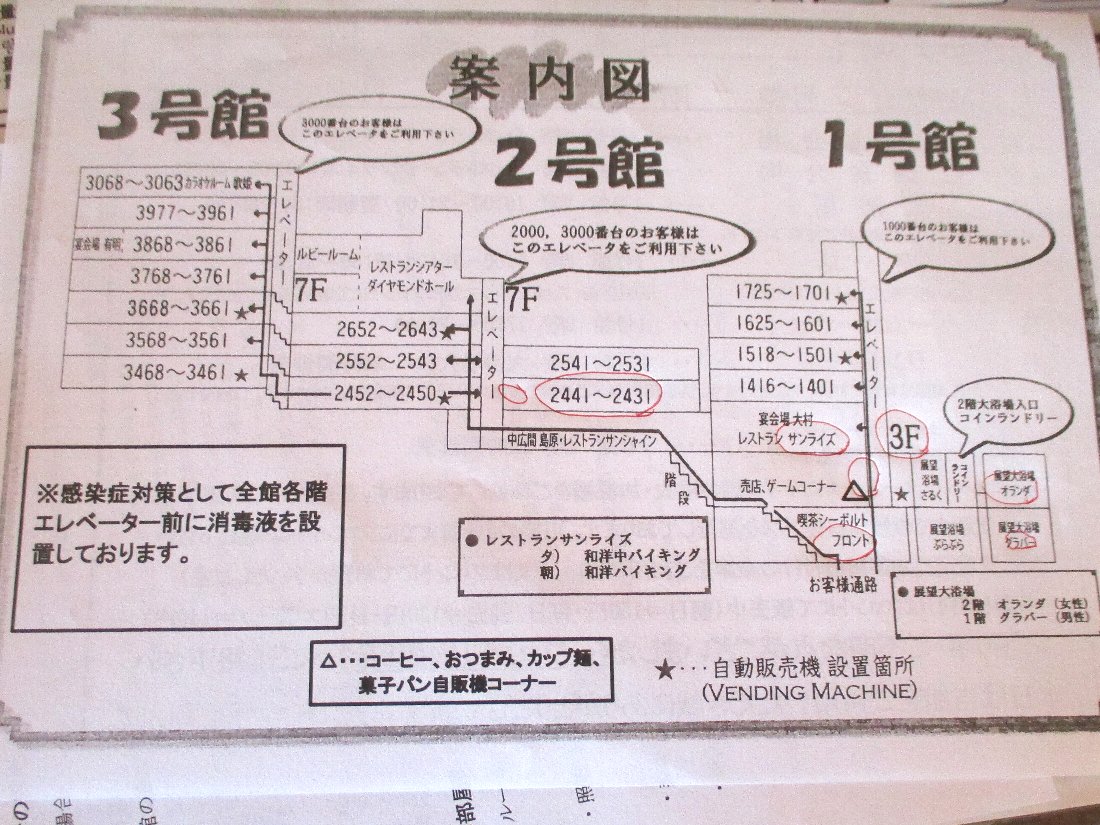 案内図
3号館
3000番台のお客様は
このエレベータをご利用下さい
2号館
2000, 3000番台のお客様は
このエレベータをご利用下さい
1号館
1000番台のお客様は
このエレベータをご利用下さい
3068～3063 カラオケルーム 歌姫
3977～3961
宴会場 有明 3868～3861
3768～3761
3668～3661★
3568～3561
3468～3461 ★
エレベーター
ルビールーム
7F
レストランシアター
ダイヤモンドホール
2652～2643★
2552～2543
2452～2450★
エレベーター
7F
2541～2531
2441～2431
中広間 島原・レストランサンシャイン
階段
1725～1701★
1625～1601
1518～1501★
1416～1401
エレベーター
宴会場 大村
レストラン サンライズ
3F
2階大浴場入口
コインランドリー
売店、ゲームコーナー △
★
展望
浴場
さるく
コインランドリー
展望大浴場
オランダ
喫茶シーボルト
フロント
展望浴場
ぶらぶら
展望大浴場
グラバー
お客様通路
※感染症対策として全館各階
エレベーター前に消毒液を設
置しております。
● レストランサンライズ
夕） 和洋中バイキング
朝） 和洋バイキング
● 展望大浴場
2階 オランダ（女性）
1階 グラバー（男性）
△・・・コーヒー、おつまみ、カップ麺、
菓子パン自販機コーナー
★・・・自動販売機 設置箇所
(VENDING MACHINE)